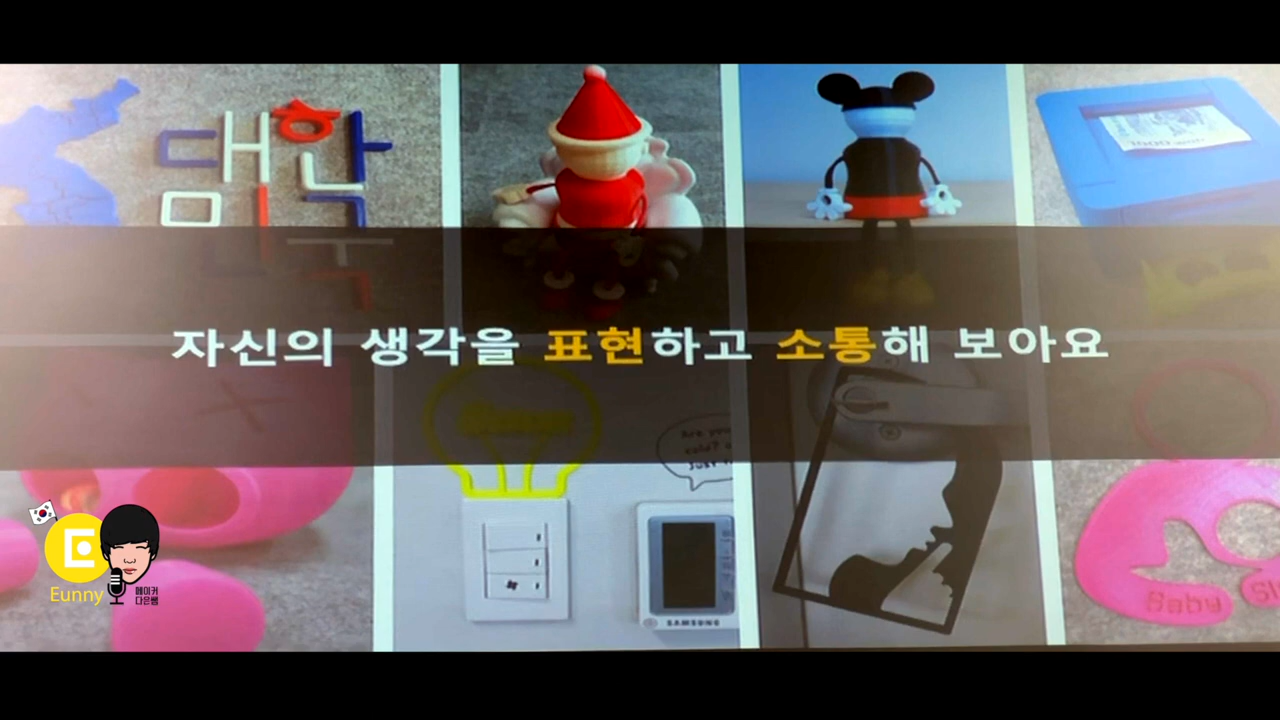 대한
민국
자신의 생각을 표현하고 소통해 보아요
SAMSUNG
Baby
Eunny
메이커
다은쌤